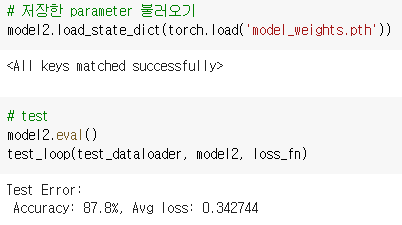 # 저장한 parameter 불러오기
model2.load_state_dict(torch.load('model_weights.pth'))
<All keys matched successfully>
# test
model2.eval()
test_loop(test_dataloader, model2, loss_fn)
Test Error:
Accuracy: 87.8%, Avg loss: 0.342744